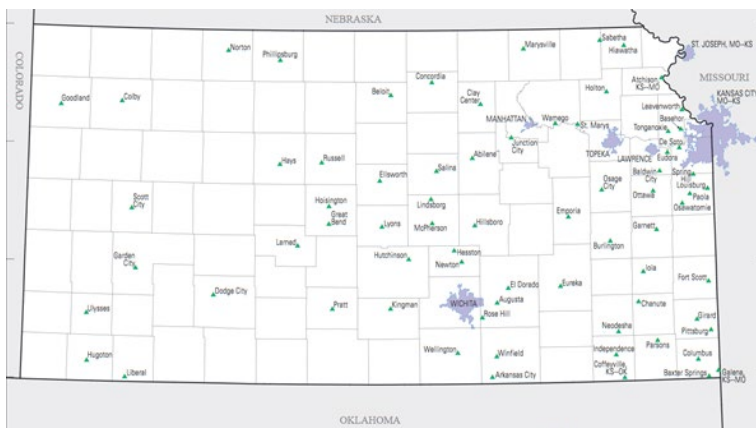 NEBRASKA
COLORADO
MISSOURI
OKLAHOMA
Norton
Phillipsburg
Marysville
Sabetha
Hiawatha
ST. JOSEPH, MO-KS
Goodland
Colby
Beloit
Concordia
Clay
Center
Holton
Atchison
KS-MO
KANSAS CITY
MO-KS
Leavenworth
MANHATTAN
Wamego
St. Marys
Basehor
Tonganoxie
Junction
City
TOPEKA
LAWRENCE
De Soto
Eudora
Hays
Russell
Ellsworth
Salina
Abilene
Osage
City
Baldwin
City
Spring
Hill
Louisburg
Ottawa
Paola
Osawatomie
Scott
City
Hoisington
Great
Bend
Lyons
Lindsborg
McPherson
Hillsboro
Emporia
Garnett
Burlington
Garden
City
Larned
Hutchinson
Hesston
Newton
Iola
Fort Scott
Dodge City
El Dorado
Eureka
Augusta
WICHITA
Rose Hill
Chanute
Ulysses
Pratt
Kingman
Neodesha
Girard
Pittsburg
Hugoton
Liberal
Wellington
Winfield
Arkansas City
Independence
Coffeyville,
KS-OK
Parsons
Columbus
Baxter Springs
Galena,
KS-MO